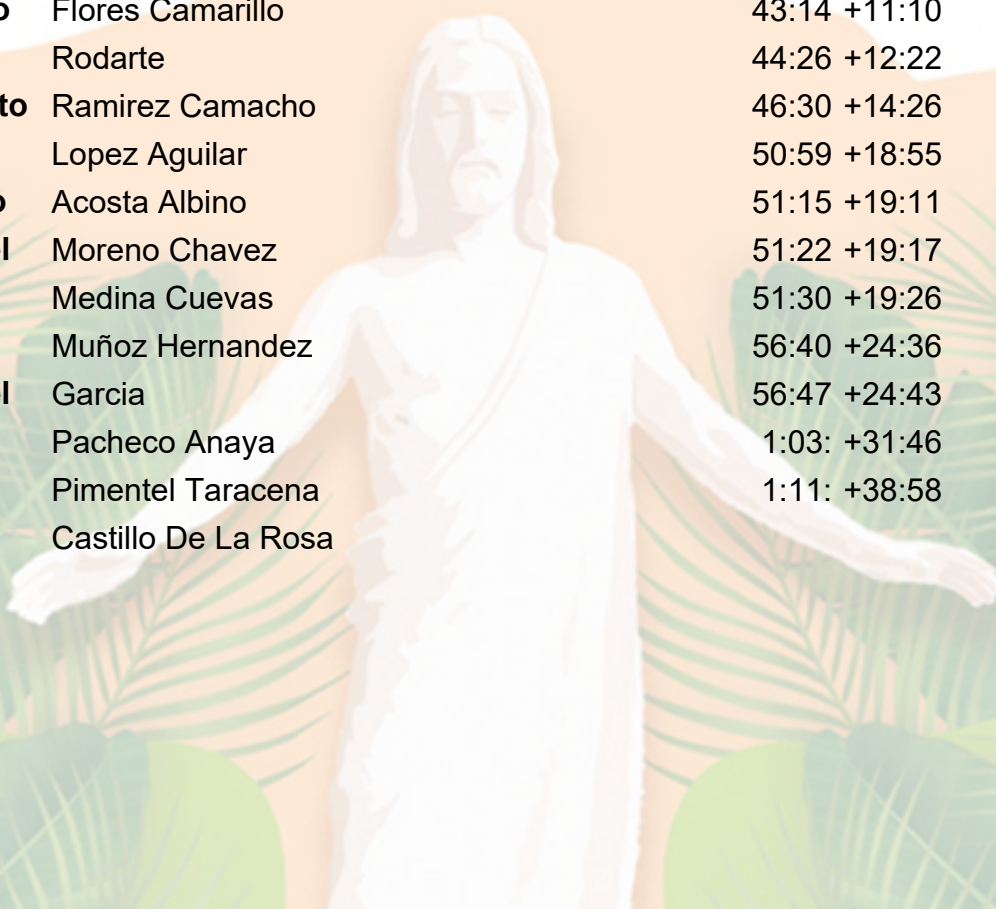 o Flores Camarillo 43:14 +11:10
Rodarte 44:26 +12:22
to Ramirez Camacho 46:30 +14:26
Lopez Aguilar 50:59 +18:55
o Acosta Albino 51:15 +19:11
el Moreno Chavez 51:22 +19:17
Medina Cuevas 51:30 +19:26
Muñoz Hernandez 56:40 +24:36
el Garcia 56:47 +24:43
Pacheco Anaya 1:03: +31:46
Pimentel Taracena 1:11: +38:58
Castillo De La Rosa